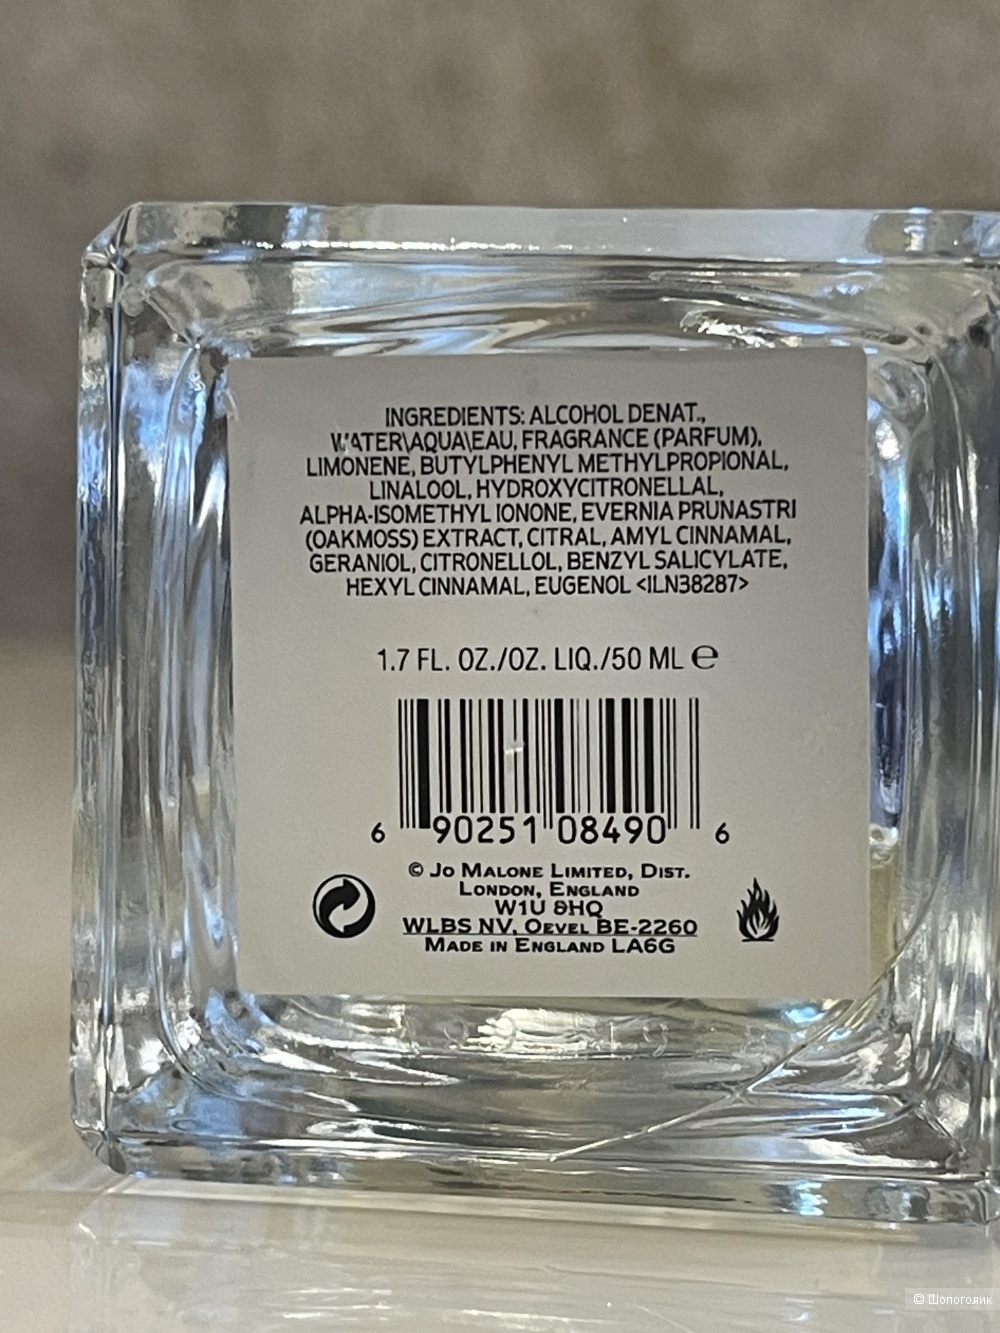 INGREDIENTS: ALCOHOL DENAT.,
WATER\AQUA\EAU, FRAGRANCE (PARFUM),
LIMONENE, BUTYLPHENYL METHYLPROPIONAL,
LINALOOL, HYDROXYCITRONELLAL,
ALPHA-ISOMETHYL IONONE, EVERNIA PRUNASTRI
(OAKMOSS) EXTRACT, CITRAL, AMYL CINNAMAL,
GERANIOL, CITRONELLOL, BENZYL SALICYLATE,
HEXYL CINNAMAL, EUGENOL <ILN38287>
1.7 FL. OZ./OZ. LIQ./50 ML ℮
6 90251 08490 6
© JO MALONE LIMITED, DIST.
LONDON, ENGLAND
W1U 8HQ
WLBS NV, OEVEL BE-2260
MADE IN ENGLAND LA6G
© Шопоголик